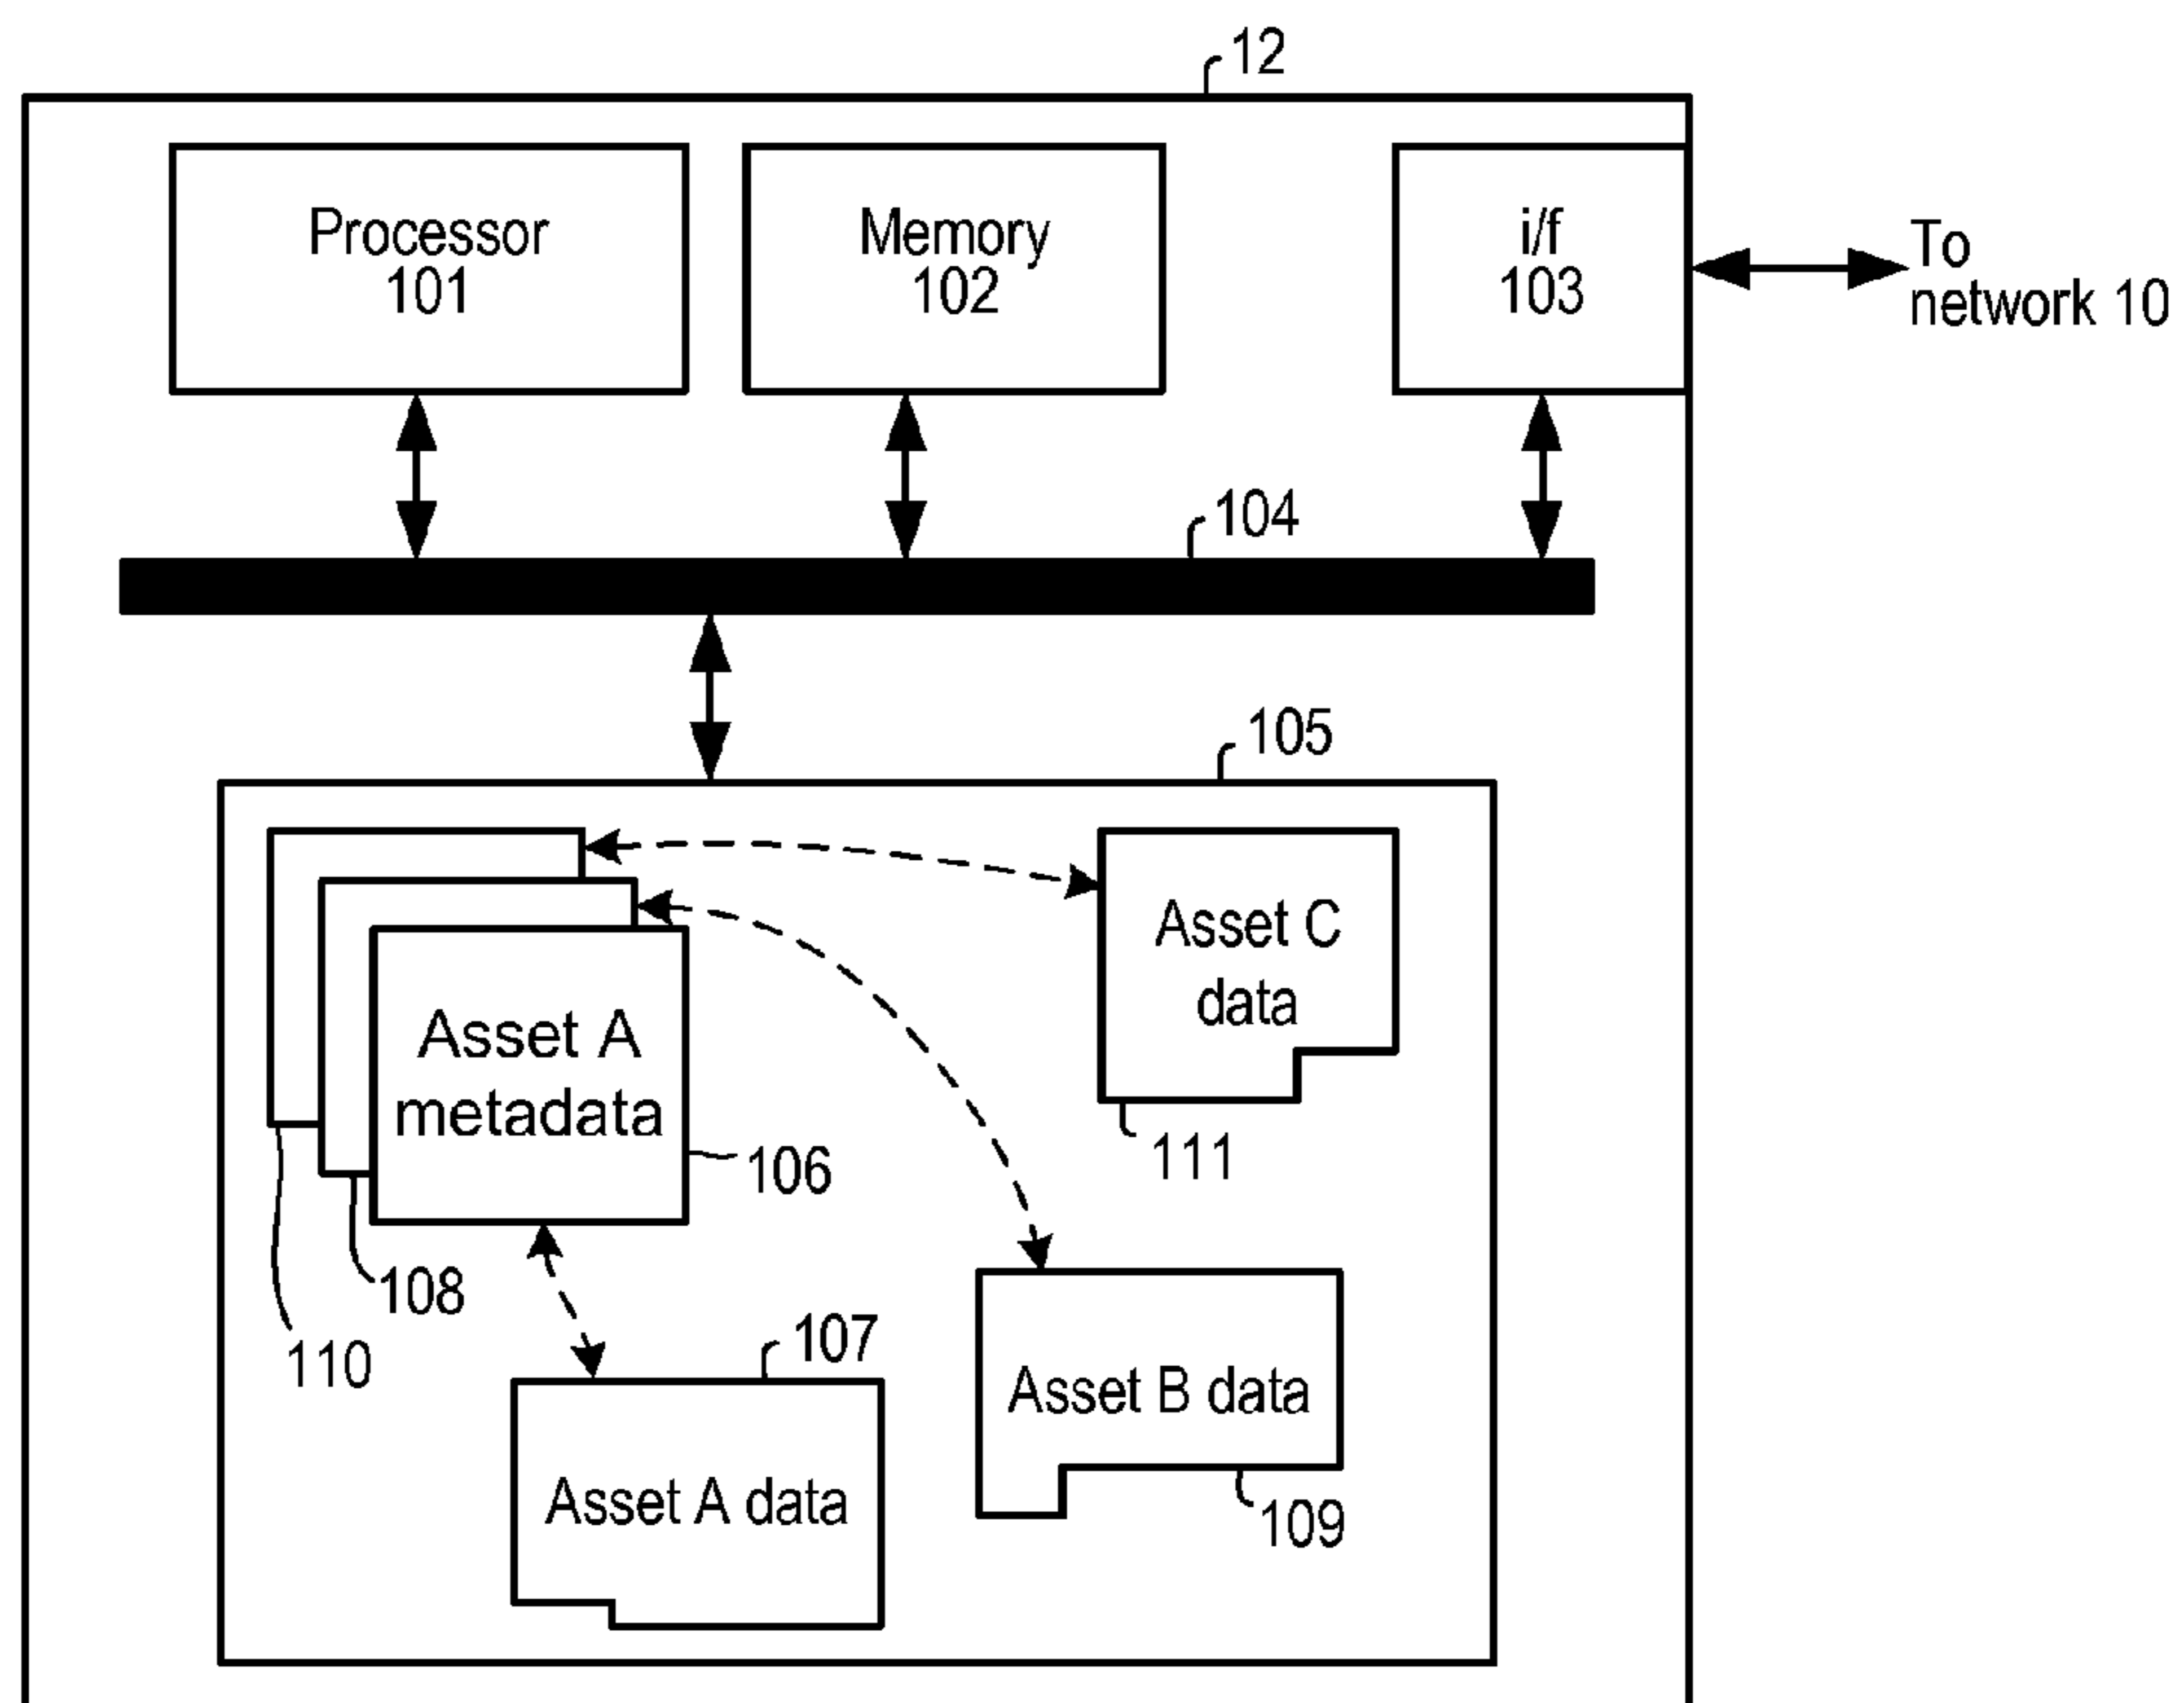 12
Processor
101
Memory
102
i/f
103
To
network 10
104
105
Asset C
data
Asset A
metadata
111
106
108
107
110
Asset B data
Asset A data
109